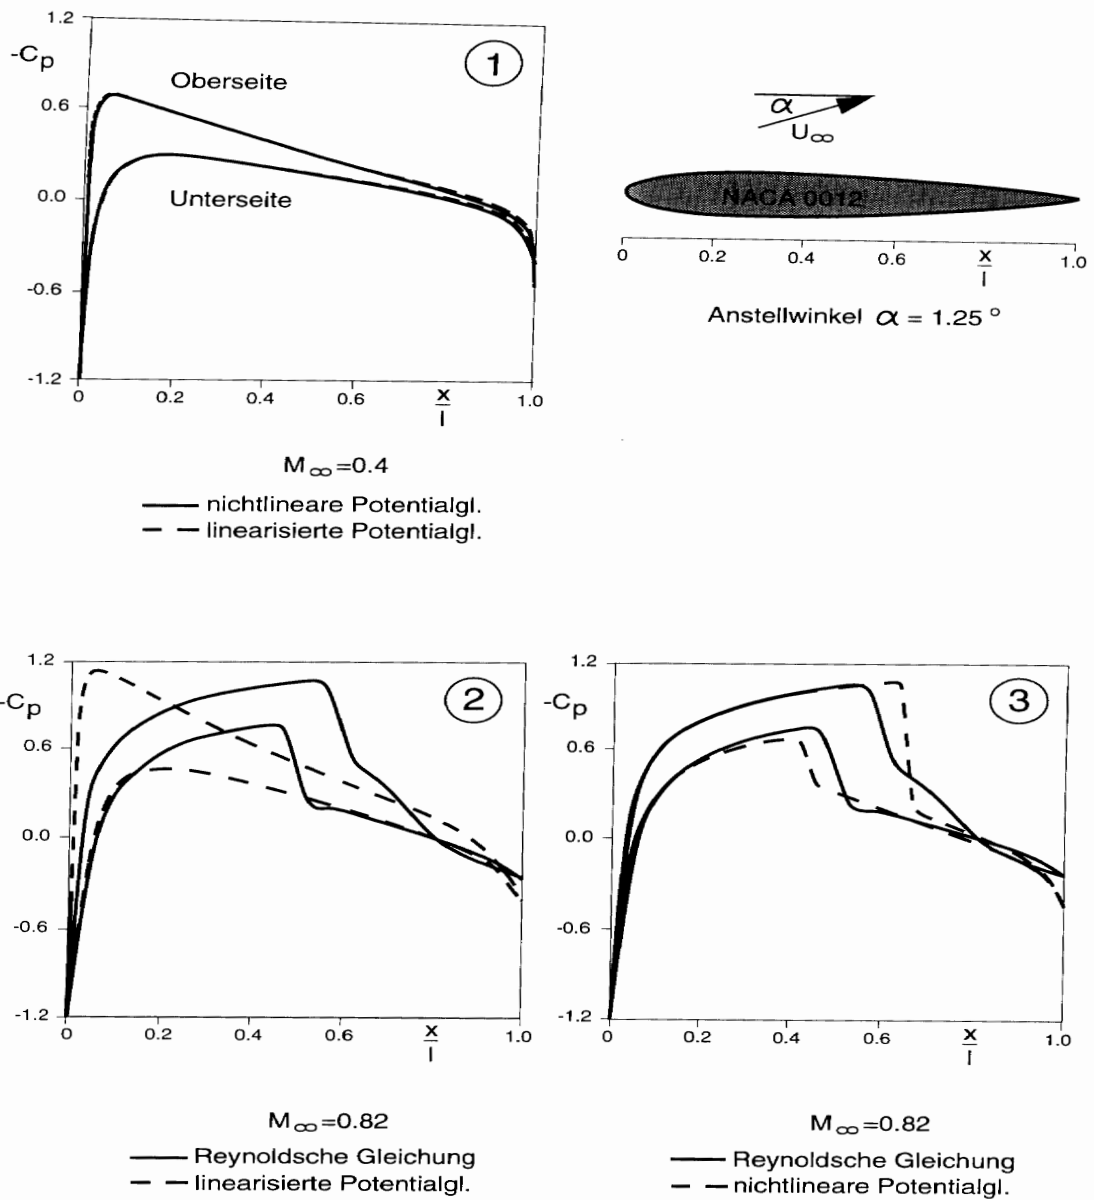 1.2
-Cp
0.6
0.0
-0.6
-1.2
Oberseite
Unterseite
1
0 0.2 0.4 0.6 x/l 1.0
M∞=0.4
nichtlineare Potentialgl.
linearisierte Potentialgl.
α
U∞
NACA 0012
0 0.2 0.4 0.6 x/l 1.0
Anstellwinkel α = 1.25 °
1.2
-Cp
0.6
0.0
-0.6
-1.2
2
0 0.2 0.4 0.6 x/l 1.0
M∞=0.82
Reynoldsche Gleichung
linearisierte Potentialgl.
1.2
-Cp
0.6
0.0
-0.6
-1.2
3
0 0.2 0.4 0.6 x/l 1.0
M∞=0.82
Reynoldsche Gleichung
nichtlineare Potentialgl.